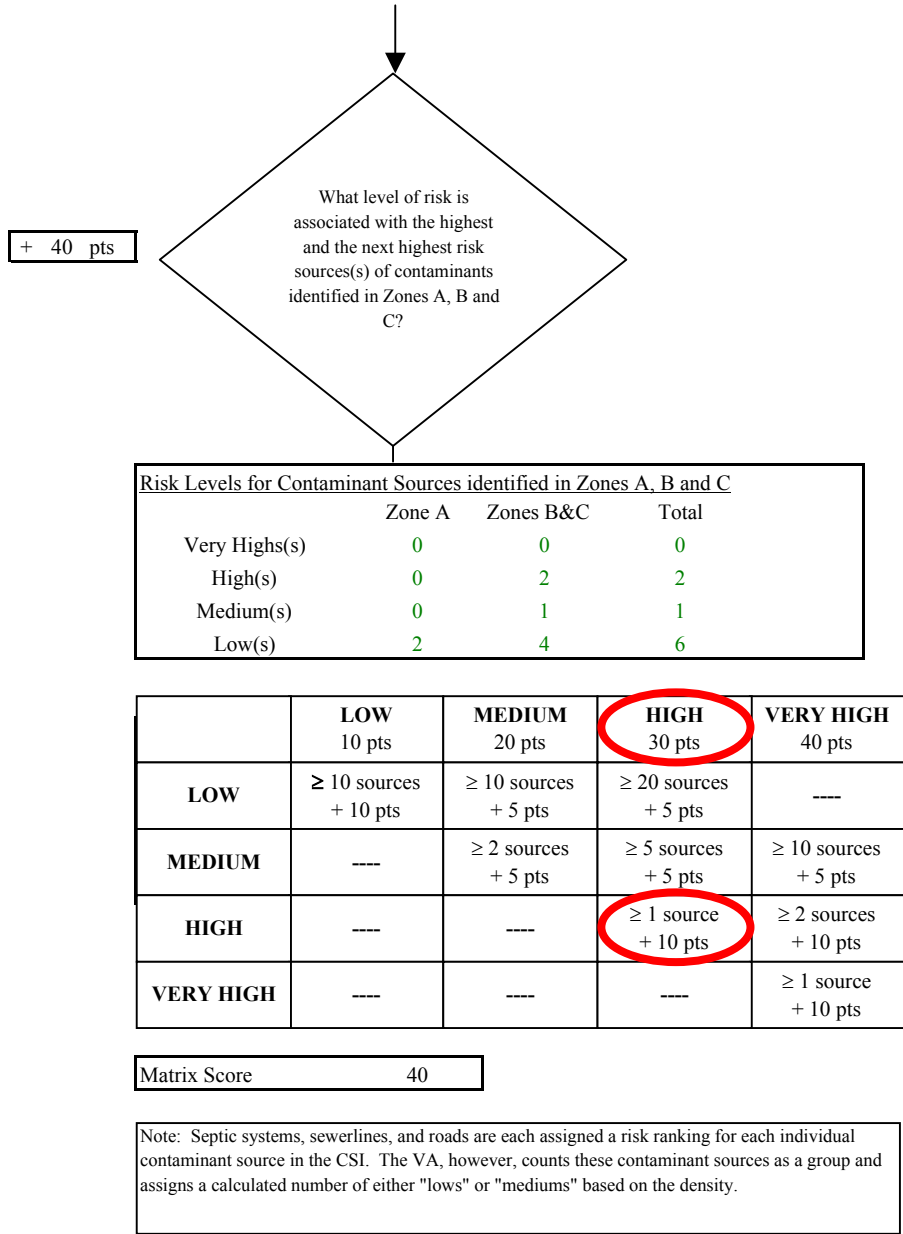 What level of risk is
associated with the highest
and the next highest risk
sources(s) of contaminants
identified in Zones A, B and
C?
+ 40 pts
Risk Levels for Contaminant Sources identified in Zones A, B and C
Zone A Zones B&C Total
Very Highs(s) 0 0 0
High(s) 0 2 2
Medium(s) 0 1 1
Low(s) 2 4 6
LOW MEDIUM HIGH VERY HIGH
10 pts 20 pts 30 pts 40 pts
LOW ≥ 10 sources ≥ 10 sources ≥ 20 sources ----
+ 10 pts + 5 pts + 5 pts
MEDIUM ---- ≥ 2 sources ≥ 5 sources ≥ 10 sources
+ 5 pts + 5 pts + 5 pts
HIGH ---- ---- ≥ 1 source ≥ 2 sources
+ 10 pts + 10 pts
VERY HIGH ---- ---- ---- ≥ 1 source
+ 10 pts
Matrix Score 40
Note: Septic systems, sewerlines, and roads are each assigned a risk ranking for each individual
contaminant source in the CSI. The VA, however, counts these contaminant sources as a group and
assigns a calculated number of either "lows" or "mediums" based on the density.